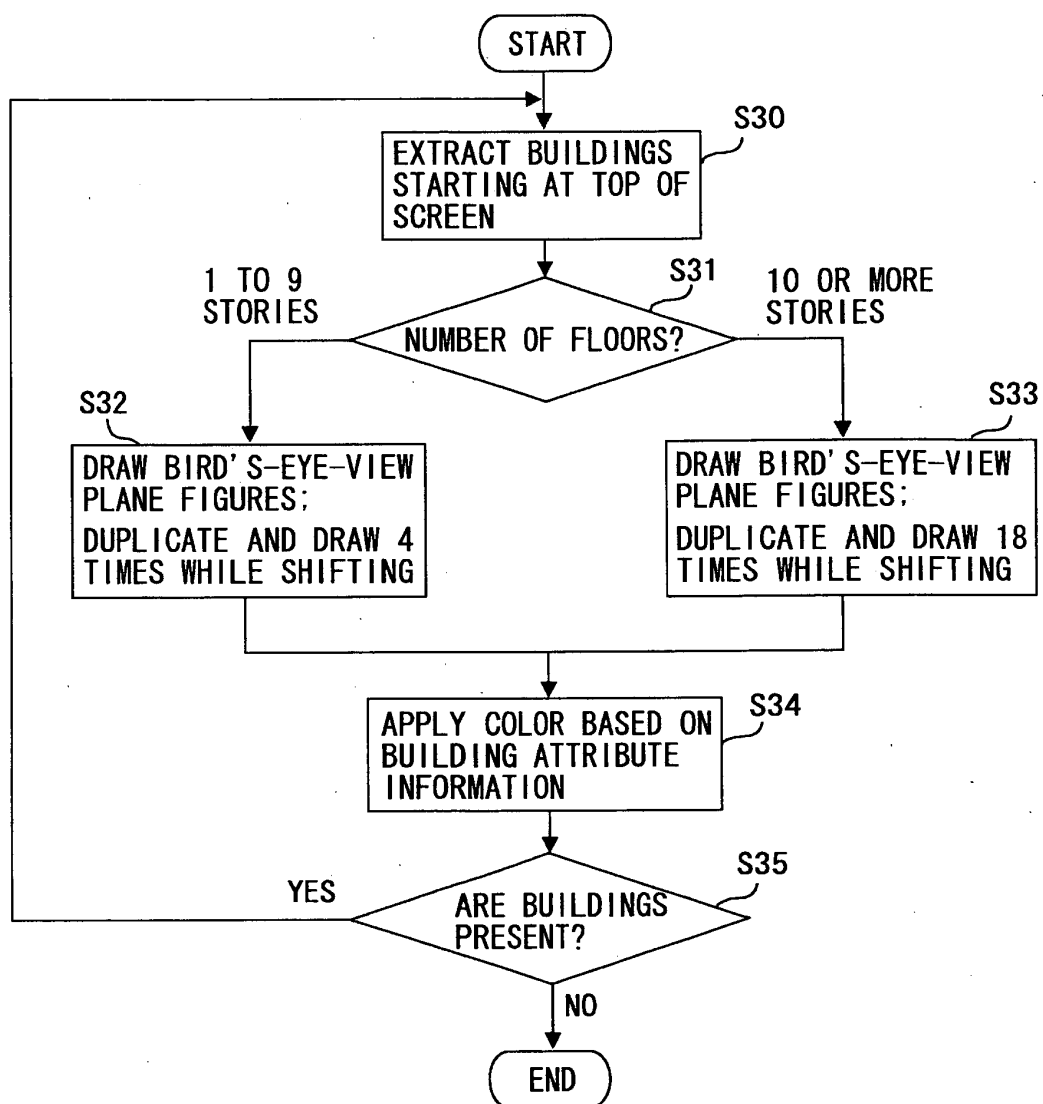 START
S30
EXTRACT BUILDINGS
STARTING AT TOP OF
SCREEN
S31
1 TO 9
STORIES
10 OR MORE
STORIES
NUMBER OF FLOORS?
S32
S33
DRAW BIRD'S-EYE-VIEW
PLANE FIGURES;
DUPLICATE AND DRAW 4
TIMES WHILE SHIFTING
DRAW BIRD'S-EYE-VIEW
PLANE FIGURES;
DUPLICATE AND DRAW 18
TIMES WHILE SHIFTING
S34
APPLY COLOR BASED ON
BUILDING ATTRIBUTE
INFORMATION
S35
YES
ARE BUILDINGS
PRESENT?
NO
END